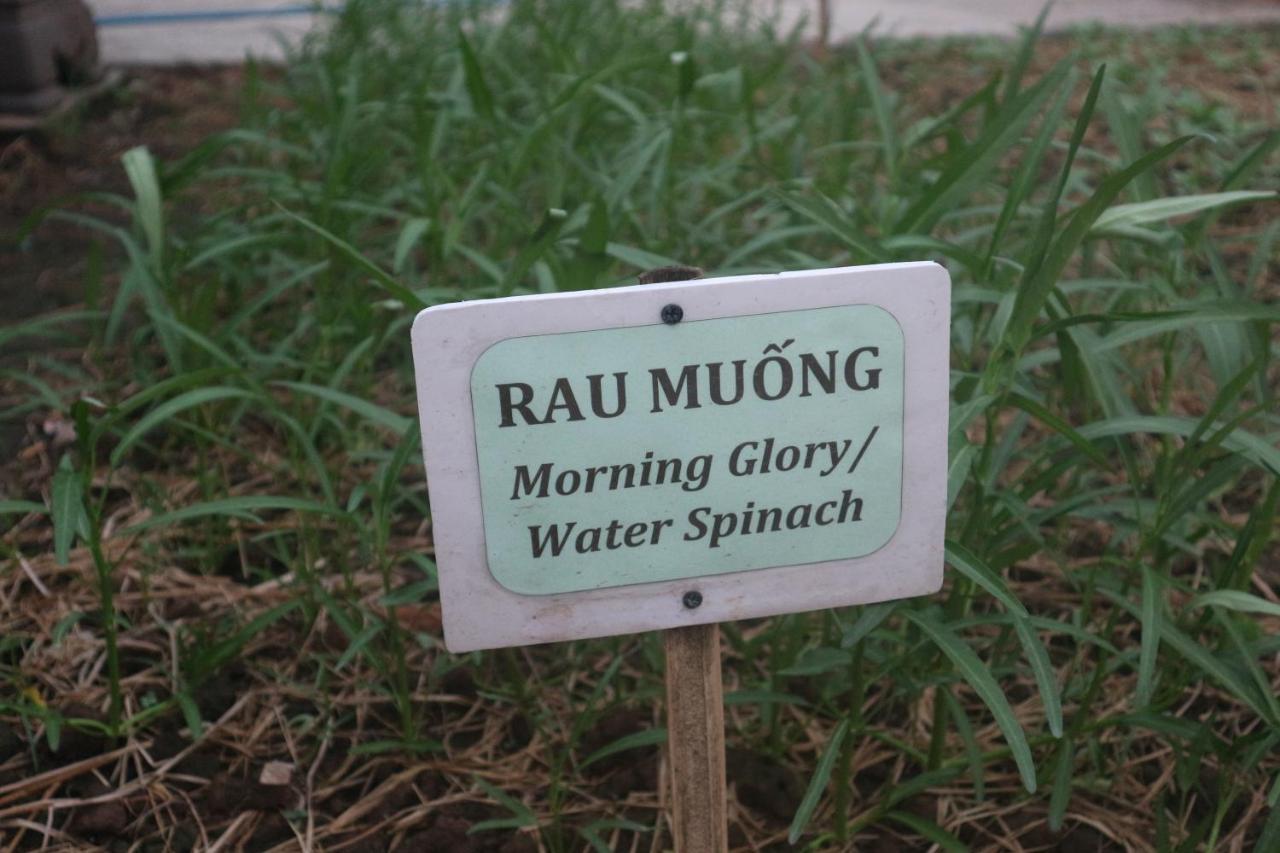 RAU MUỐNG
Morning Glory/
Water Spinach